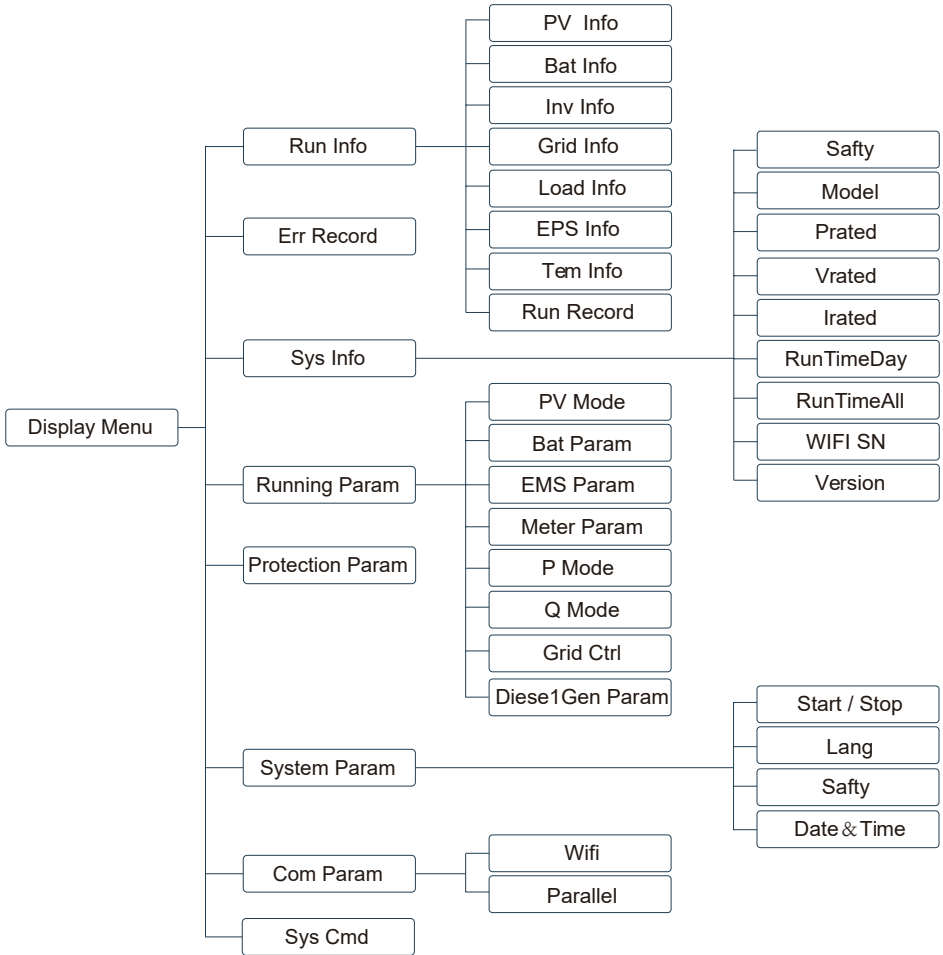 Display Menu
Run Info
PV Info
Bat Info
Inv Info
Grid Info
Load Info
EPS Info
Tem Info
Run Record
Err Record
Sys Info
Safty
Model
Prated
Vrated
Irated
RunTimeDay
RunTimeAll
WIFI SN
Version
Running Param
PV Mode
Bat Param
EMS Param
Meter Param
P Mode
Q Mode
Grid Ctrl
Diese1Gen Param
Protection Param
System Param
Start / Stop
Lang
Safty
Date&Time
Com Param
Wifi
Parallel
Sys Cmd